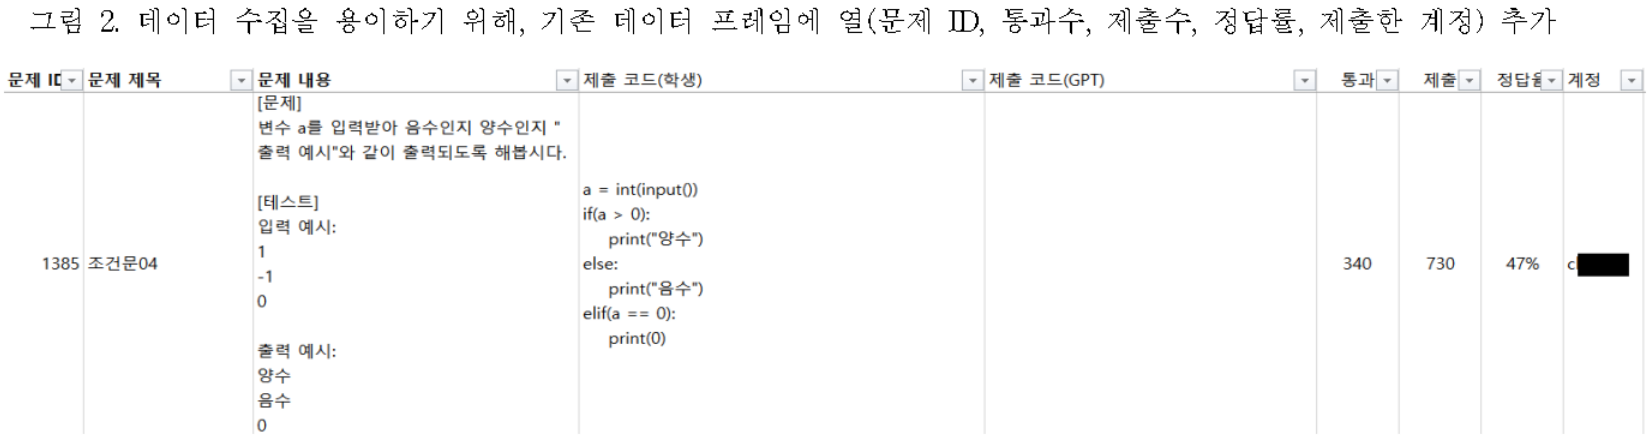 그림 2. 데이터 수집을 용이하기 위해, 기존 데이터 프레임에 열(문제 ID, 통과수, 제출수, 정답률, 제출한 계정) 추가
문제 ID 문제 제목 문제 내용 제출 코드(학생) 제출 코드(GPT) 통과 제출 정답율 계정
[문제]
변수 a를 입력받아 음수인지 양수인지 "
출력 예시"와 같이 출력되도록 해봅시다.
[테스트]
입력 예시:
1
-1
0
출력 예시:
양수
음수
0
1385 조건문04
a = int(input())
if(a > 0):
print("양수")
else:
print("음수")
elif(a == 0):
print(0)
340 730 47% c